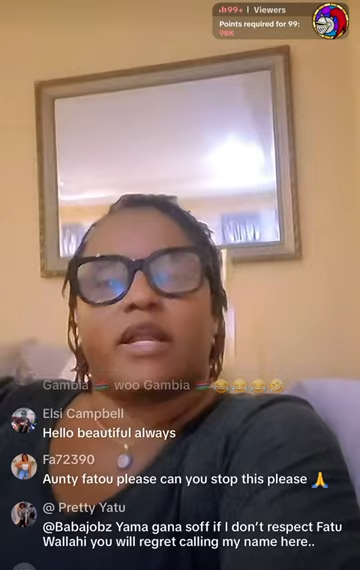 99+ | Viewers
Points required for 99:
98K
Gambia 🇬🇲 woo Gambia 🇬🇲😂😂😂🤣
Elsi Campbell
Hello beautiful always
Fa72390
Aunty fatou please can you stop this please 🙏
@ Pretty Yatu
@Babajobz Yama gana soff if I don't respect Fatu
Wallahi you will regret calling my name here..